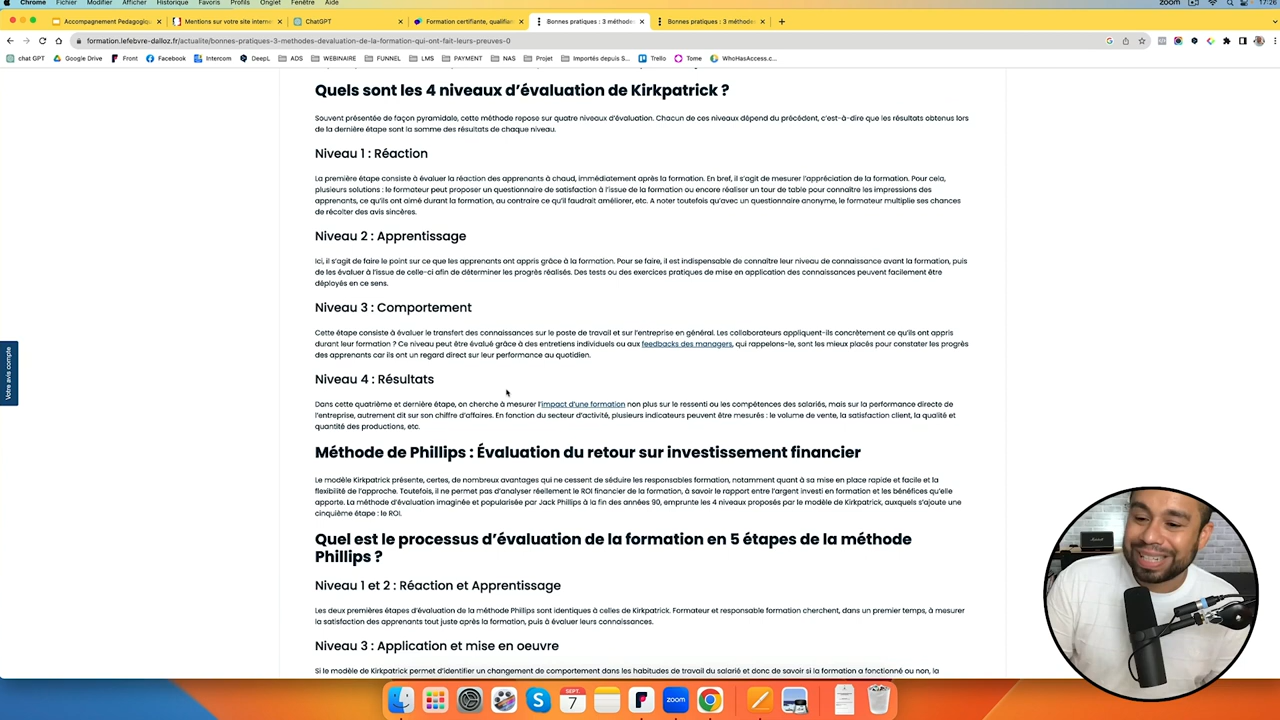 Chrome Fichier Modifier Affichage Historique Favoris Profils Onglet Fenêtre Aide zoom 17:26
Accompagnement Pédagogique Mentions sur votre site intern ChatGPT Formation certifiante, qualifian Bonnes pratiques : 3 méthodes Bonnes pratiques : 3 méthodes
formation.lefebvre-dalloz.fr/actualite/bonnes-pratiques-3-methodes-devaluation-de-la-formation-qui-ont-fait-leurs-preuves-0
chat GPT Google Drive Front Facebook Intercom DeepL ADS WEBINAIRE FUNNEL LMS PAYMENT NAS Projet Importés depuis S... Trello Tome WhoHasAccess.c...
Quels sont les 4 niveaux d'évaluation de Kirkpatrick ?
Souvent présentée de façon pyramidale, cette méthode repose sur quatre niveaux d'évaluation. Chacun de ces niveaux dépend du précédent, c'est-à-dire que les résultats obtenus lors
de la dernière étape sont la somme des résultats de chaque niveau.
Niveau 1 : Réaction
La première étape consiste à évaluer la réaction des apprenants à chaud, immédiatement après la formation. En bref, il s'agit de mesurer l'appréciation de la formation. Pour cela,
plusieurs solutions : le formateur peut proposer un questionnaire de satisfaction à l'issue de la formation ou encore réaliser un tour de table pour connaître les impressions des
apprenants, ce qu'ils ont aimé durant la formation, au contraire ce qu'il faudrait améliorer, etc. A noter toutefois qu'avec un questionnaire anonyme, le formateur multiplie ses chances
de récolter des avis sincères.
Niveau 2 : Apprentissage
Ici, il s'agit de faire le point sur ce que les apprenants ont appris grâce à la formation. Pour se faire, il est indispensable de connaître leur niveau de connaissance avant la formation, puis
de les évaluer à l'issue de celle-ci afin de déterminer les progrès réalisés. Des tests ou des exercices pratiques de mise en application des connaissances peuvent facilement être
déployés en ce sens.
Niveau 3 : Comportement
Cette étape consiste à évaluer le transfert des connaissances sur le poste de travail et sur l'entreprise en général. Les collaborateurs appliquent-ils concrètement ce qu'ils ont appris
durant leur formation ? Ce niveau peut être évalué grâce à des entretiens individuels ou aux feedbacks des managers, qui rappelons-le, sont les mieux placés pour constater les progrès
des apprenants car ils ont un regard direct sur leur performance au quotidien.
Votre avis compte
Niveau 4 : Résultats
Dans cette quatrième et dernière étape, on cherche à mesurer l'impact d'une formation non plus sur le ressenti ou les compétences des salariés, mais sur la performance directe de
l'entreprise, autrement dit sur son chiffre d'affaires. En fonction du secteur d'activité, plusieurs indicateurs peuvent être mesurés : le volume de vente, la satisfaction client, la qualité et
quantité des productions, etc.
Méthode de Phillips : Évaluation du retour sur investissement financier
Le modèle Kirkpatrick présente, certes, de nombreux avantages qui ne cessent de séduire les responsables formation, notamment quant à sa mise en place rapide et facile et la
flexibilité de l'approche. Toutefois, il ne permet pas d'analyser réellement le ROI financier de la formation, à savoir le rapport entre l'argent investi en formation et les bénéfices qu'elle
apporte. La méthode d'évaluation imaginée et popularisée par Jack Phillips à la fin des années 90, emprunte les 4 niveaux proposés par le modèle de Kirkpatrick, auxquels s'ajoute une
cinquième étape : le ROI.
Quel est le processus d'évaluation de la formation en 5 étapes de la méthode
Phillips ?
Niveau 1 et 2 : Réaction et Apprentissage
Les deux premières étapes d'évaluation de la méthode Phillips sont identiques à celles de Kirkpatrick. Formateur et responsable formation cherchent, dans un premier temps, à mesurer
la satisfaction des apprenants tout juste après la formation, puis à évaluer leurs connaissances.
Niveau 3 : Application et mise en oeuvre
Si le modèle de Kirkpatrick permet d'identifier un changement de comportement dans les habitudes de travail du salarié et donc de savoir si la formation a fonctionné ou non, la
SEPT.
7
zoom